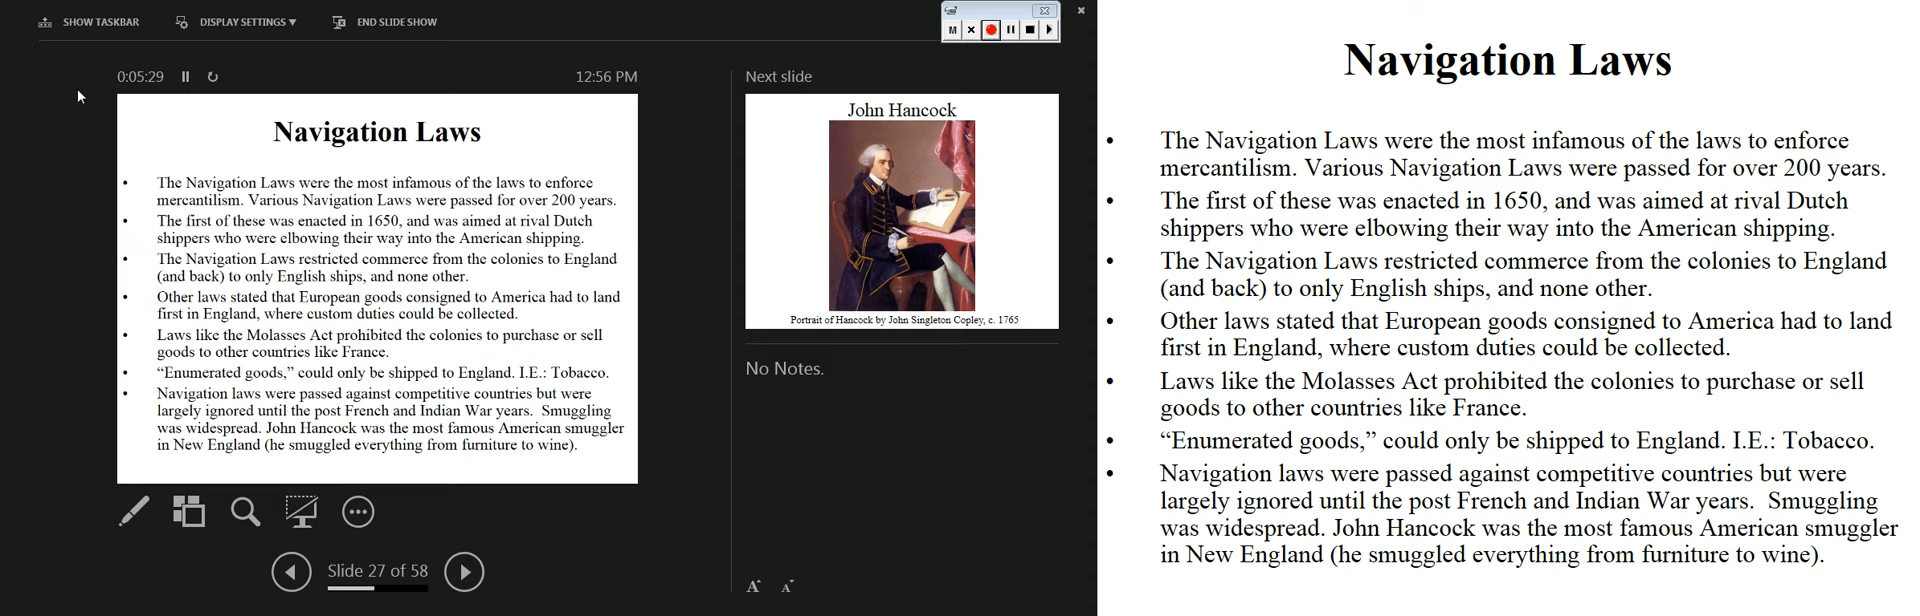 SHOW TASKBAR
DISPLAY SETTINGS ▾
END SLIDE SHOW
M
0:05:29
12:56 PM
Navigation Laws
• The Navigation Laws were the most infamous of the laws to enforce
mercantilism. Various Navigation Laws were passed for over 200 years.
• The first of these was enacted in 1650, and was aimed at rival Dutch
shippers who were elbowing their way into the American shipping.
• The Navigation Laws restricted commerce from the colonies to England
(and back) to only English ships, and none other.
• Other laws stated that European goods consigned to America had to land
first in England, where custom duties could be collected.
• Laws like the Molasses Act prohibited the colonies to purchase or sell
goods to other countries like France.
• “Enumerated goods,” could only be shipped to England. I.E.: Tobacco.
• Navigation laws were passed against competitive countries but were
largely ignored until the post French and Indian War years.  Smuggling
was widespread. John Hancock was the most famous American smuggler
in New England (he smuggled everything from furniture to wine).
Slide 27 of 58
Next slide
John Hancock
Portrait of Hancock by John Singleton Copley, c. 1765
No Notes.
A A
Navigation Laws
• The Navigation Laws were the most infamous of the laws to enforce
mercantilism. Various Navigation Laws were passed for over 200 years.
• The first of these was enacted in 1650, and was aimed at rival Dutch
shippers who were elbowing their way into the American shipping.
• The Navigation Laws restricted commerce from the colonies to England
(and back) to only English ships, and none other.
• Other laws stated that European goods consigned to America had to land
first in England, where custom duties could be collected.
• Laws like the Molasses Act prohibited the colonies to purchase or sell
goods to other countries like France.
• “Enumerated goods,” could only be shipped to England. I.E.: Tobacco.
• Navigation laws were passed against competitive countries but were
largely ignored until the post French and Indian War years.  Smuggling
was widespread. John Hancock was the most famous American smuggler
in New England (he smuggled everything from furniture to wine).